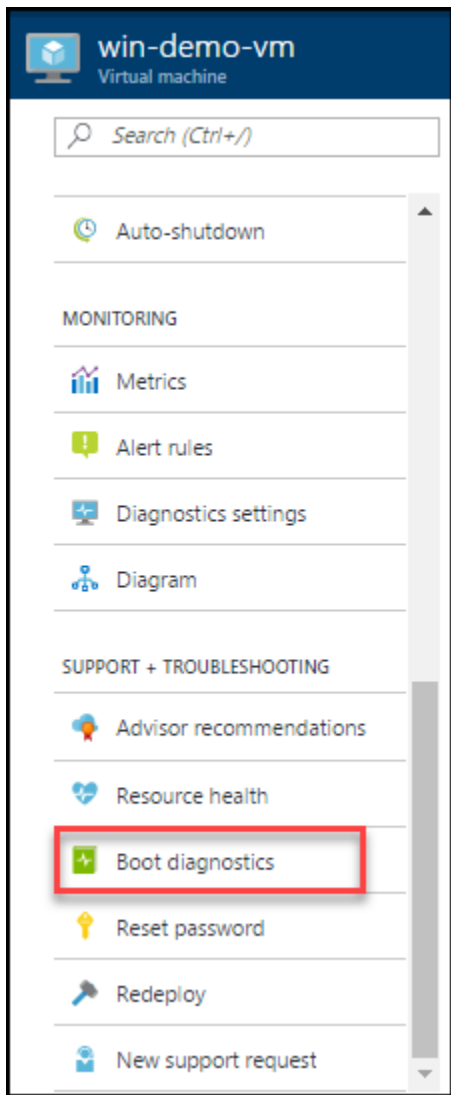 win-demo-vm
Virtual machine
Search (Ctrl+/)
Auto-shutdown
MONITORING
Metrics
Alert rules
Diagnostics settings
Diagram
SUPPORT + TROUBLESHOOTING
Advisor recommendations
Resource health
Boot diagnostics
Reset password
Redeploy
New support request